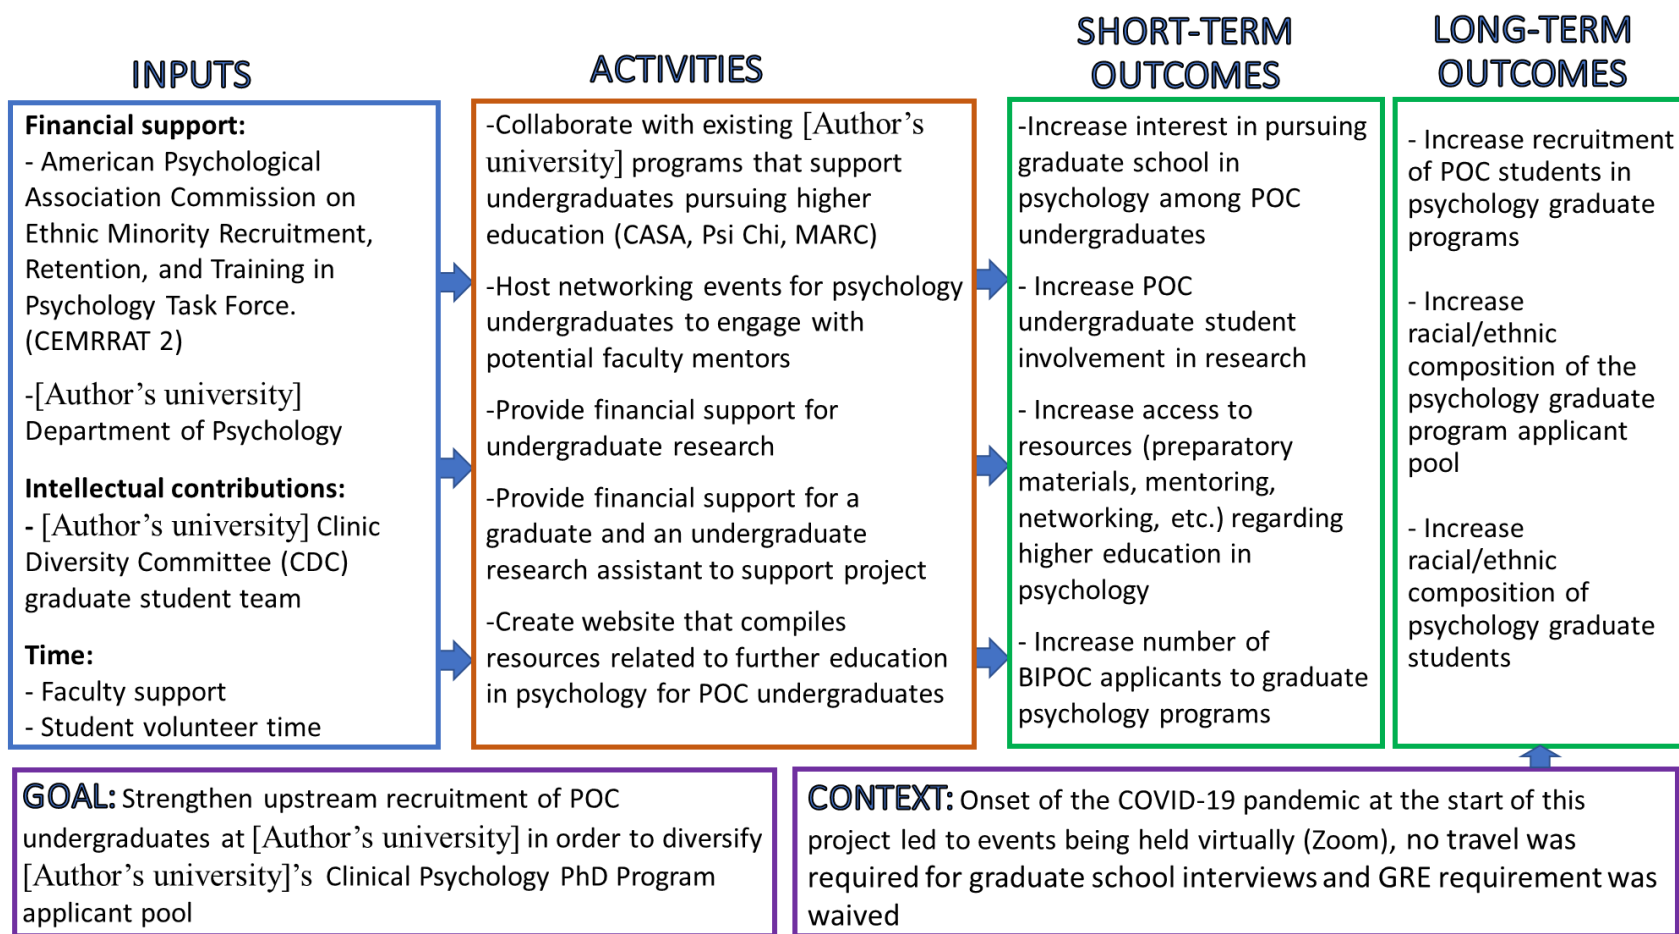 INPUTS
Financial support:
- American Psychological
Association Commission on
Ethnic Minority Recruitment,
Retention, and Training in
Psychology Task Force.
(CEMRRAT 2)
-[Author’s university]
Department of Psychology
Intellectual contributions:
- [Author’s university] Clinic
Diversity Committee (CDC)
graduate student team
Time:
- Faculty support
- Student volunteer time
ACTIVITIES
-Collaborate with existing [Author’s
university] programs that support
undergraduates pursuing higher
education (CASA, Psi Chi, MARC)
-Host networking events for psychology
undergraduates to engage with
potential faculty mentors
-Provide financial support for
undergraduate research
-Provide financial support for a
graduate and an undergraduate
research assistant to support project
-Create website that compiles
resources related to further education
in psychology for POC undergraduates
SHORT-TERM
OUTCOMES
-Increase interest in pursuing
graduate school in
psychology among POC
undergraduates
- Increase POC
undergraduate student
involvement in research
- Increase access to
resources (preparatory
materials, mentoring,
networking, etc.) regarding
higher education in
psychology
- Increase number of
BIPOC applicants to graduate
psychology programs
LONG-TERM
OUTCOMES
- Increase recruitment
of POC students in
psychology graduate
programs
- Increase
racial/ethnic
composition of the
psychology graduate
program applicant
pool
- Increase
racial/ethnic
composition of
psychology graduate
students
GOAL: Strengthen upstream recruitment of POC
undergraduates at [Author’s university] in order to diversify
[Author’s university]’s Clinical Psychology PhD Program
applicant pool
CONTEXT: Onset of the COVID-19 pandemic at the start of this
project led to events being held virtually (Zoom), no travel was
required for graduate school interviews and GRE requirement was
waived